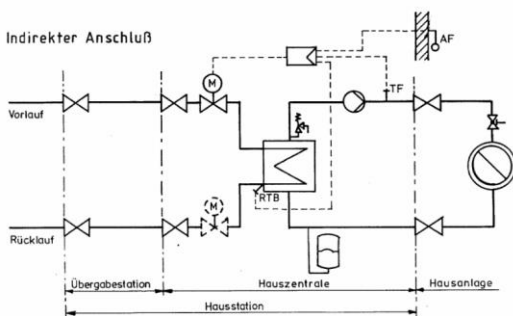 Indirekter Anschluß
AF
M
Vorlauf
TF
RTB
M
Rücklauf
Übergabestation
Hauszentrale
Hausanlage
Hausstation